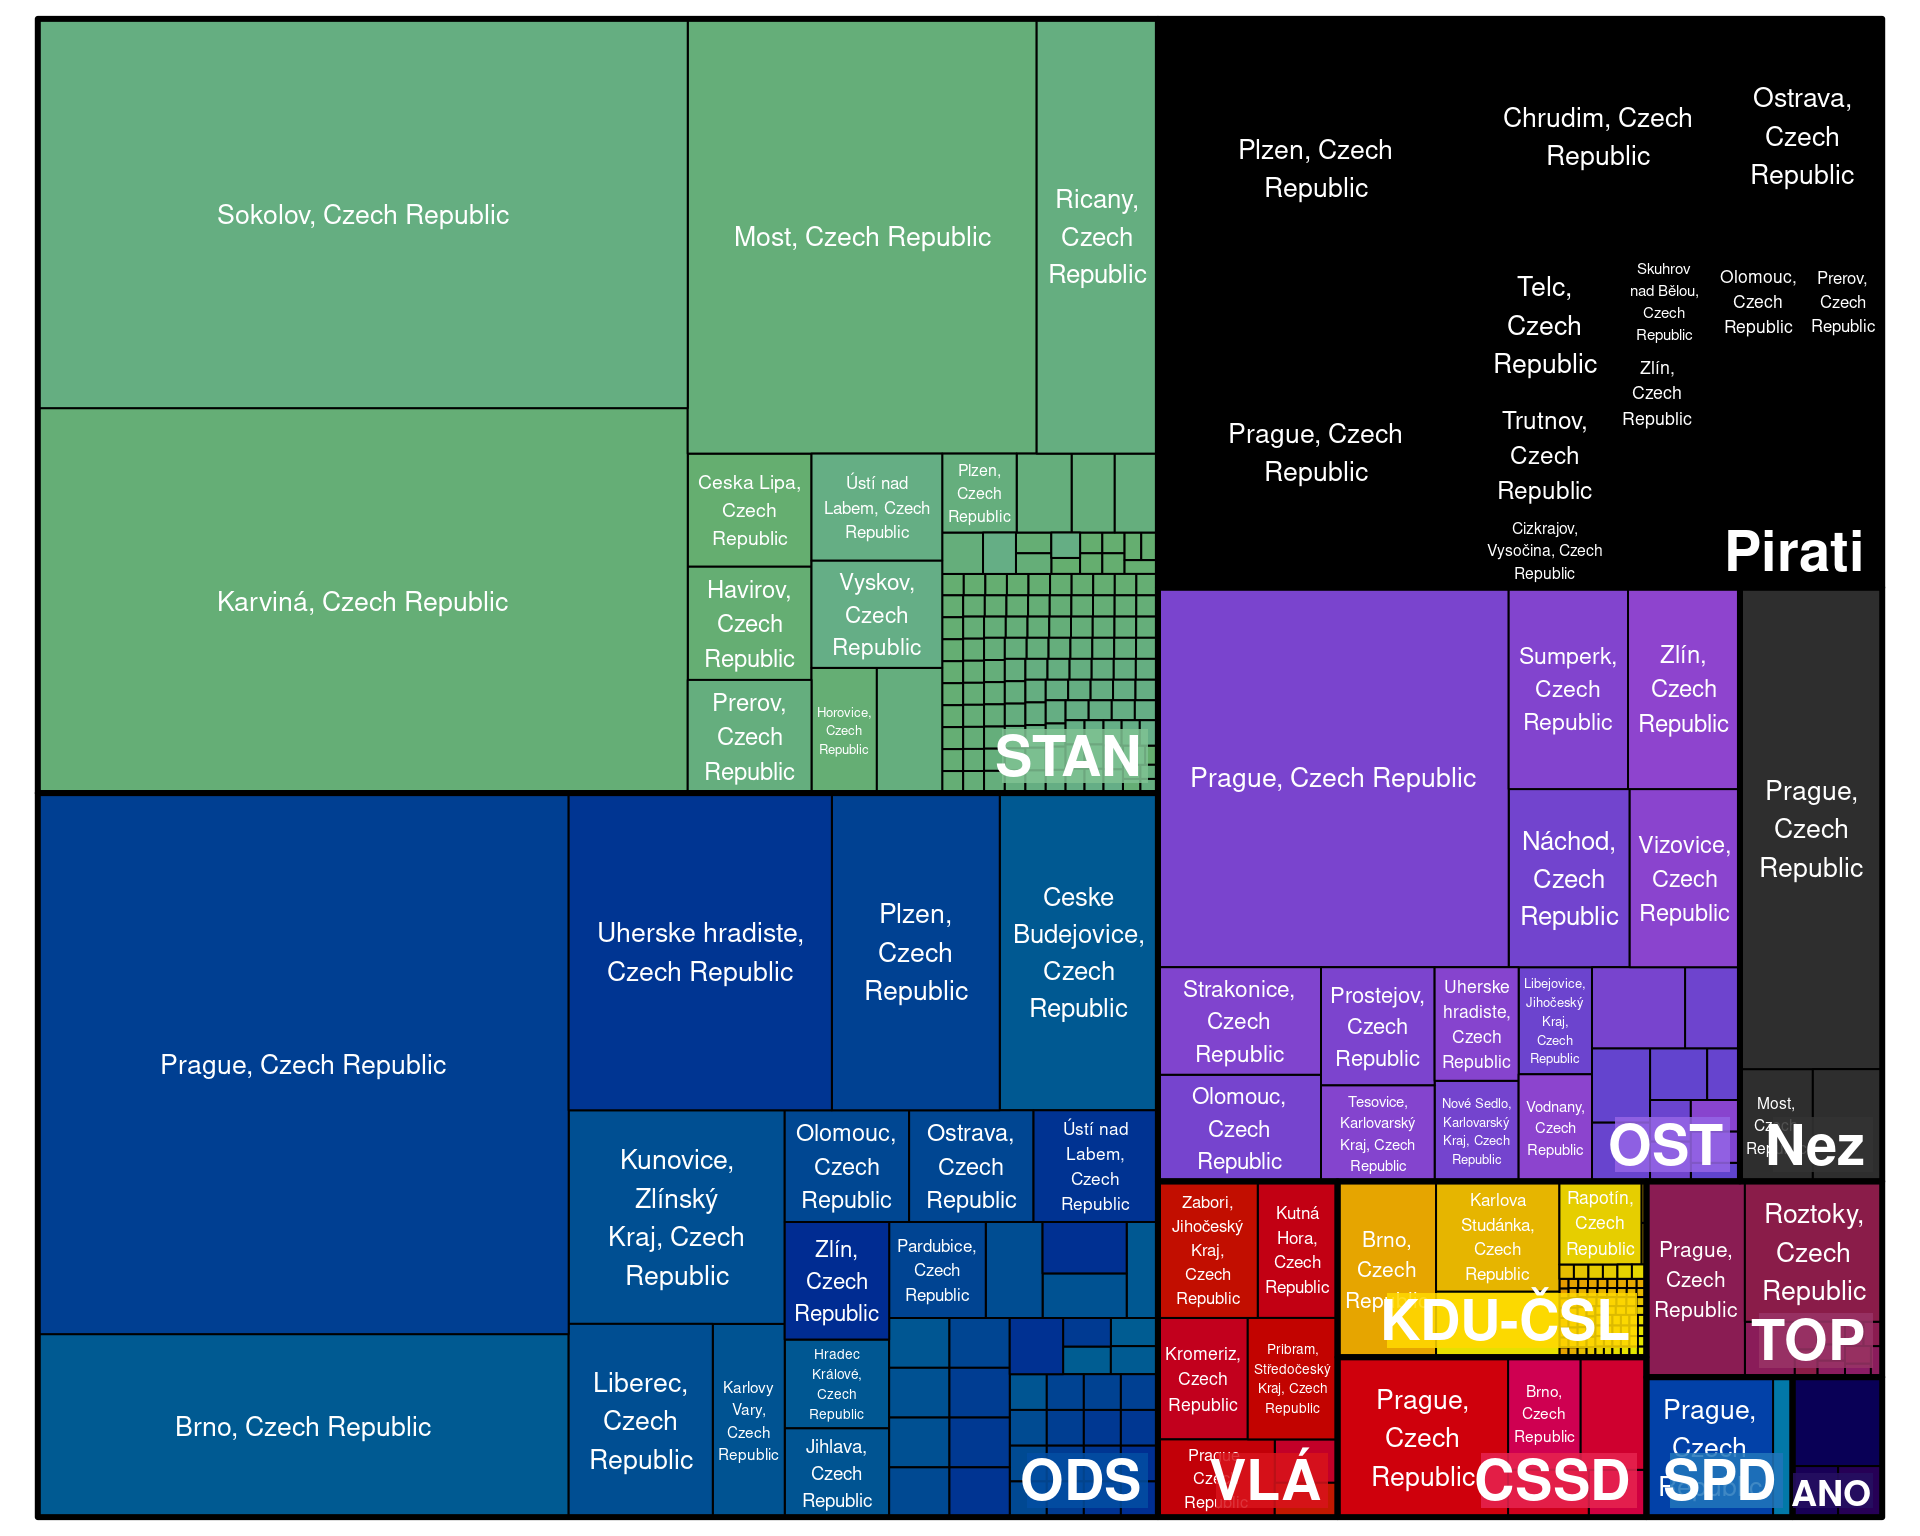 Sokolov, Czech Republic
Karviná, Czech Republic
Most, Czech Republic
Ricany,
Czech
Republic
Ceska Lipa,
Czech
Republic
Havirov,
Czech
Republic
Prerov,
Czech
Republic
Ústí nad
Labem, Czech
Republic
Vyskov,
Czech
Republic
Horovice,
Czech
Republic
Plzen,
Czech
Republic
STAN
Plzen, Czech
Republic
Prague, Czech
Republic
Chrudim, Czech
Republic
Ostrava,
Czech
Republic
Telc,
Czech
Republic
Trutnov,
Czech
Republic
Cizkrajov,
Vysočina, Czech
Republic
Skuhrov
nad Bělou,
Czech
Republic
Zlín,
Czech
Republic
Olomouc,
Czech
Republic
Prerov,
Czech
Republic
Pirati
Prague, Czech Republic
Brno, Czech Republic
Uherske hradiste,
Czech Republic
Plzen,
Czech
Republic
Ceske
Budejovice,
Czech
Republic
Kunovice,
Zlínský
Kraj, Czech
Republic
Liberec,
Czech
Republic
Karlovy
Vary,
Czech
Republic
Olomouc,
Czech
Republic
Ostrava,
Czech
Republic
Ústí nad
Labem,
Czech
Republic
Zlín,
Czech
Republic
Pardubice,
Czech
Republic
Hradec
Králové,
Czech
Republic
Jihlava,
Czech
Republic
ODS
Prague, Czech Republic
Sumperk,
Czech
Republic
Zlín,
Czech
Republic
Náchod,
Czech
Republic
Vizovice,
Czech
Republic
Strakonice,
Czech
Republic
Olomouc,
Czech
Republic
Prostejov,
Czech
Republic
Tesovice,
Karlovarský
Kraj, Czech
Republic
Uherske
hradiste,
Czech
Republic
Nové Sedlo,
Karlovarský
Kraj, Czech
Republic
Libejovice,
Jihočeský
Kraj,
Czech
Republic
Vodnany,
Czech
Republic
OST
Prague,
Czech
Republic
Most,
Czech
Republic
Nez
Zabori,
Jihočeský
Kraj,
Czech
Republic
Kutná
Hora,
Czech
Republic
Kromeriz,
Czech
Republic
Pribram,
Středočeský
Kraj, Czech
Republic
Prague,
Czech
Republic
VLÁ
Brno,
Czech
Republic
Karlova
Studánka,
Czech
Republic
Rapotín,
Czech
Republic
KDU-ČSL
Prague,
Czech
Republic
Brno,
Czech
Republic
CSSD
Prague,
Czech
Republic
Roztoky,
Czech
Republic
TOP
Prague,
Czech
Republic
SPD
ANO